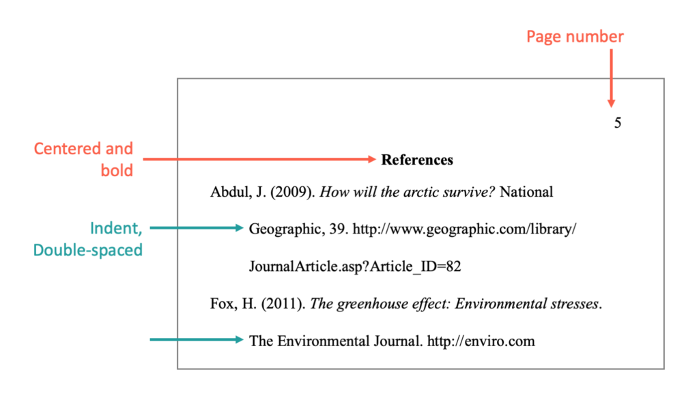 Page number
5
Centered and
bold
References
Abdul, J. (2009). How will the arctic survive? National
Indent,
Double-spaced
Geographic, 39. http://www.geographic.com/library/
JournalArticle.asp?Article_ID=82
Fox, H. (2011). The greenhouse effect: Environmental stresses.
The Environmental Journal. http://enviro.com